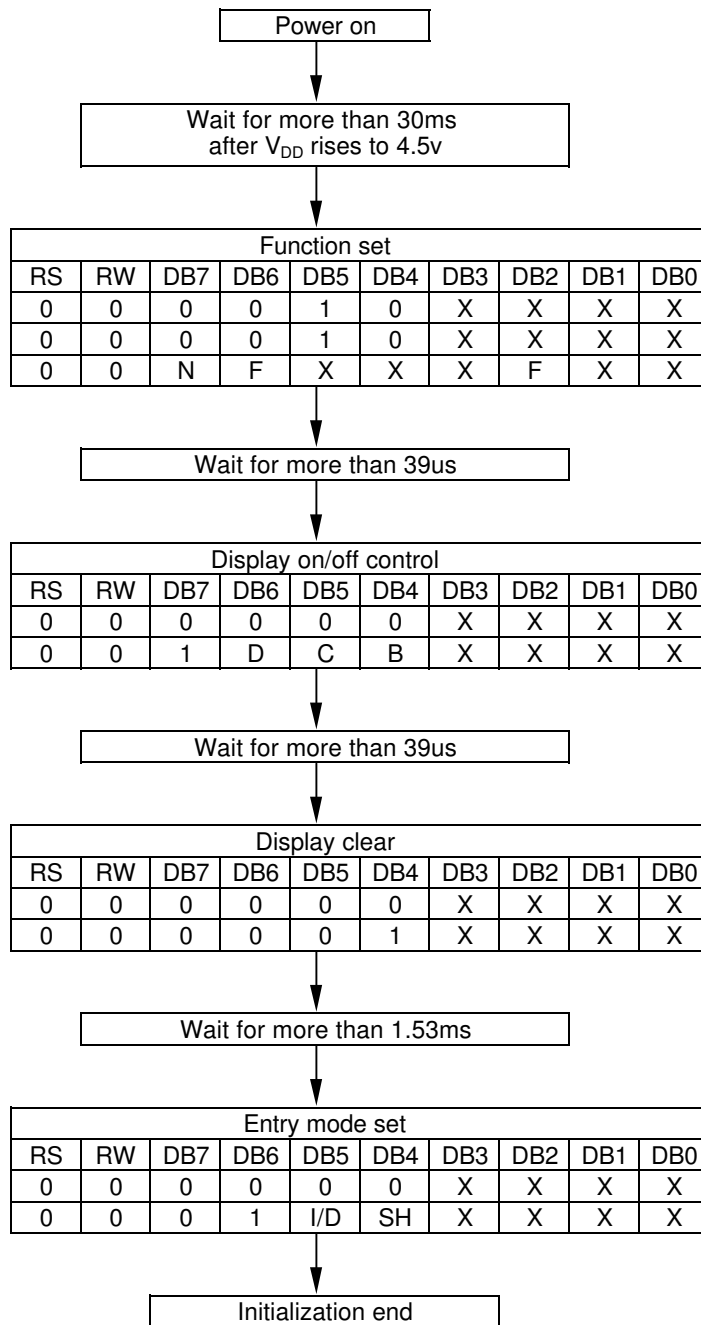 Power on
Wait for more than 30ms
after VDD rises to 4.5v
Function set
RS RW DB7 DB6 DB5 DB4 DB3 DB2 DB1 DB0
0 0 0 0 1 0 X X X X
0 0 0 0 1 0 X X X X
0 0 N F X X X F X X
Wait for more than 39us
Display on/off control
RS RW DB7 DB6 DB5 DB4 DB3 DB2 DB1 DB0
0 0 0 0 0 0 X X X X
0 0 1 D C B X X X X
Wait for more than 39us
Display clear
RS RW DB7 DB6 DB5 DB4 DB3 DB2 DB1 DB0
0 0 0 0 0 0 X X X X
0 0 0 0 0 1 X X X X
Wait for more than 1.53ms
Entry mode set
RS RW DB7 DB6 DB5 DB4 DB3 DB2 DB1 DB0
0 0 0 0 0 0 X X X X
0 0 0 1 I/D SH X X X X
Initialization end